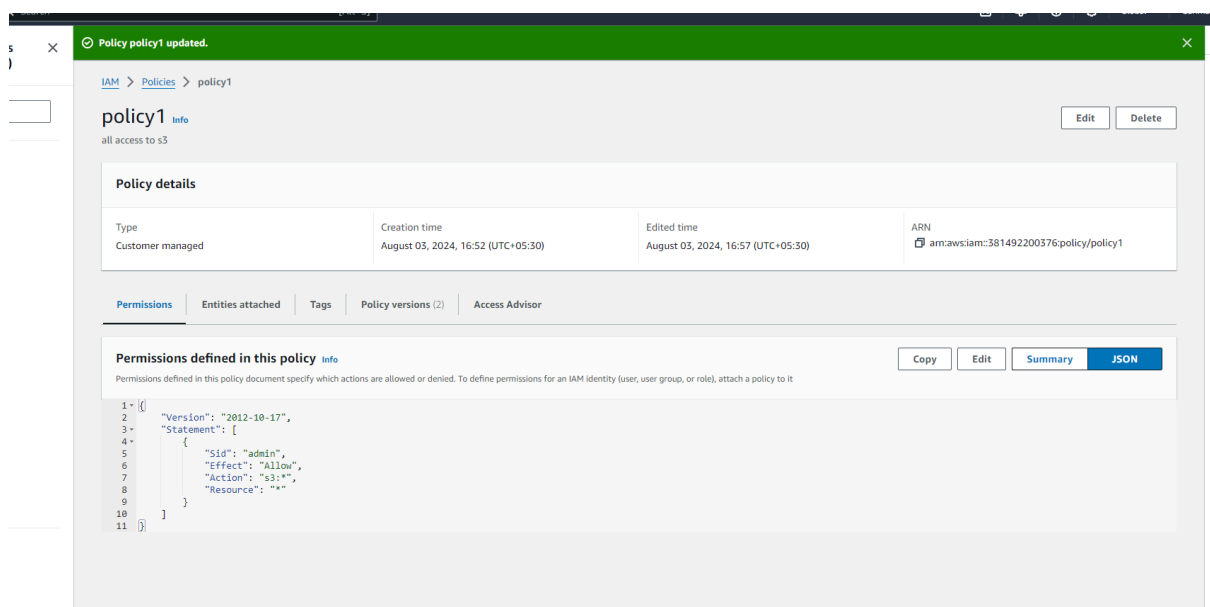 Policy policy1 updated.
IAM > Policies > policy1
policy1 Info
Edit Delete
all access to s3
Policy details
Type Creation time Edited time ARN
Customer managed August 03, 2024, 16:52 (UTC+05:30) August 03, 2024, 16:57 (UTC+05:30) arn:aws:iam::381492200376:policy/policy1
Permissions Entities attached Tags Policy versions (2) Access Advisor
Permissions defined in this policy Info Copy Edit Summary JSON
Permissions defined in this policy document specify which actions are allowed or denied. To define permissions for an IAM identity (user, user group, or role), attach a policy to it
1 {
2 "Version": "2012-10-17",
3 "Statement": [
4 {
5 "Sid": "admin",
6 "Effect": "Allow",
7 "Action": "s3:*",
8 "Resource": "*"
9 }
10 ]
11 }